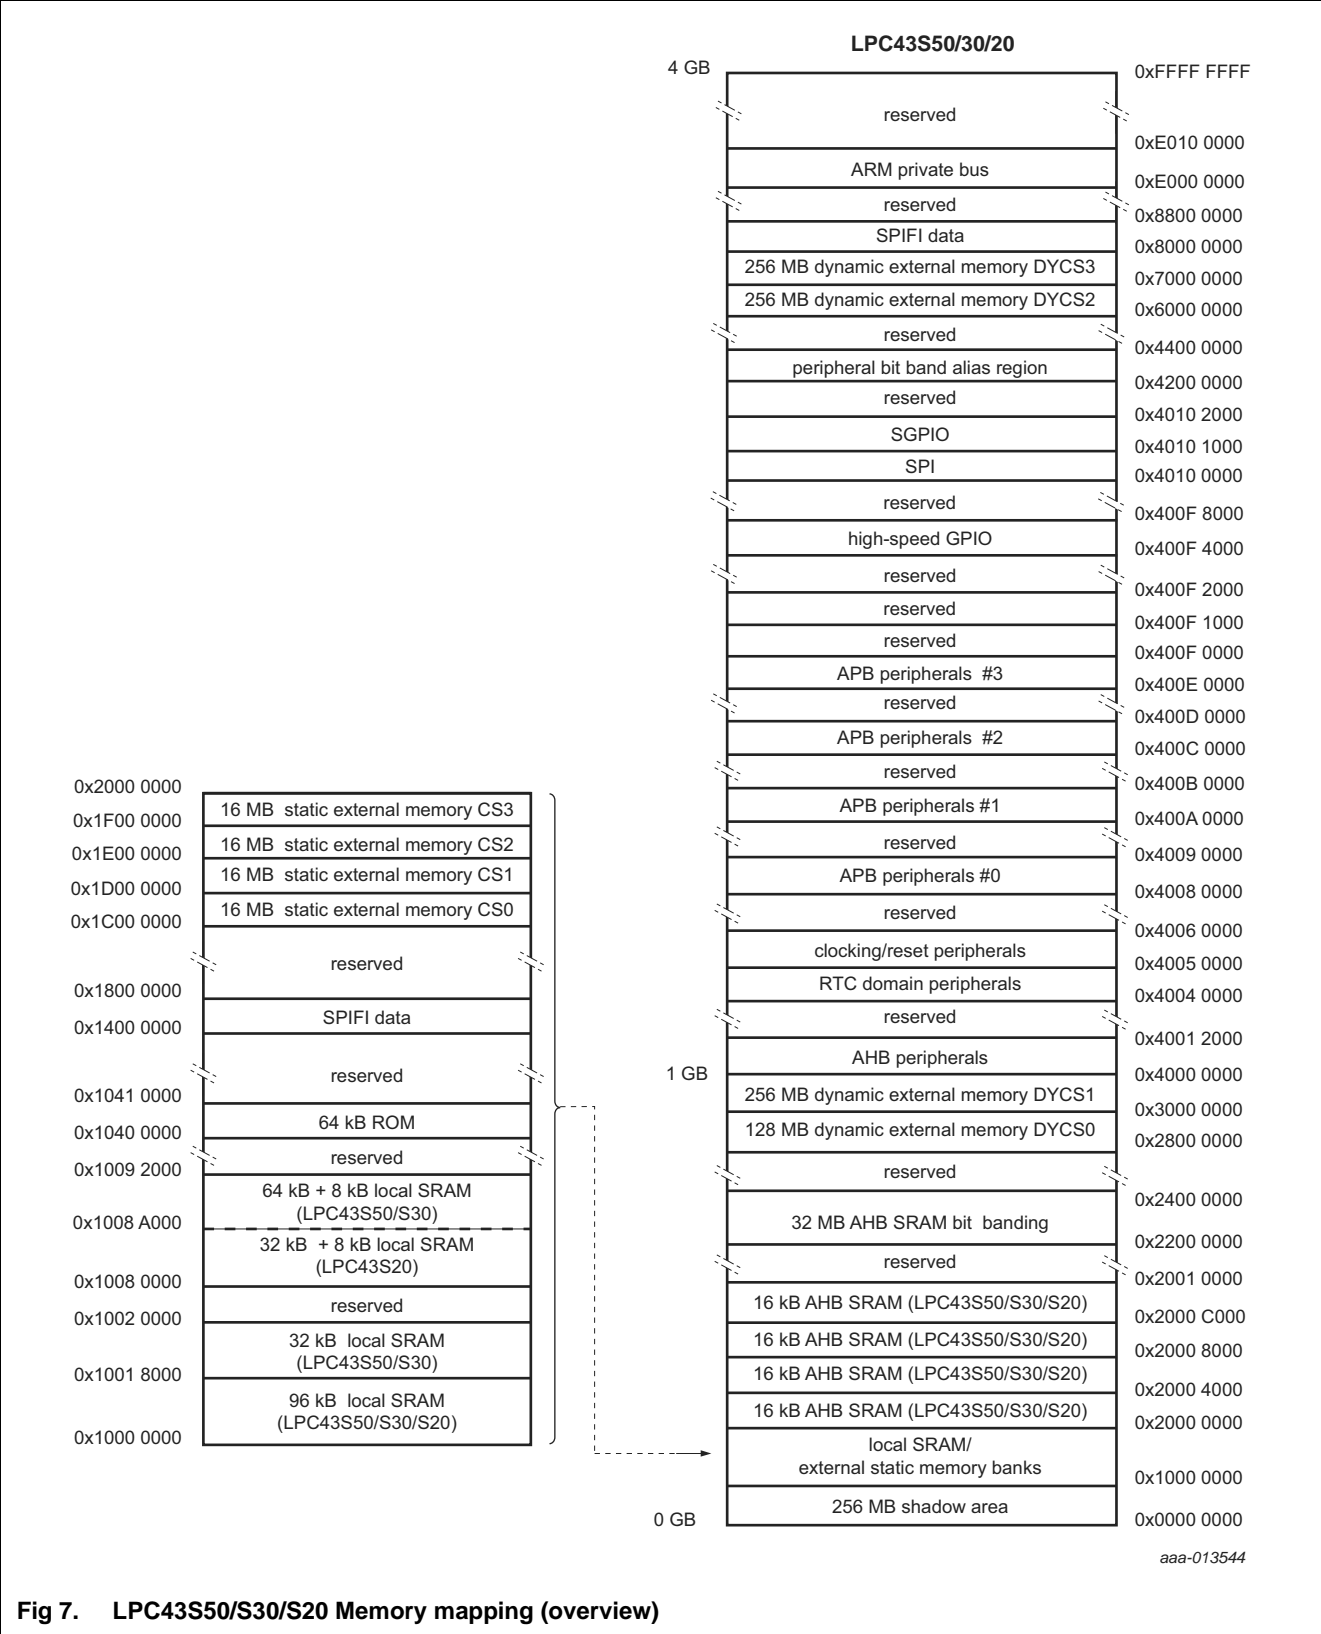 LPC43S50/30/20
4 GB
0xFFFF FFFF
reserved
0xE010 0000
ARM private bus
0xE000 0000
reserved
0x8800 0000
SPIFI data
0x8000 0000
256 MB dynamic external memory DYCS3
0x7000 0000
256 MB dynamic external memory DYCS2
0x6000 0000
reserved
0x4400 0000
peripheral bit band alias region
0x4200 0000
reserved
0x4010 2000
SGPIO
0x4010 1000
SPI
0x4010 0000
reserved
0x400F 8000
high-speed GPIO
0x400F 4000
reserved
0x400F 2000
reserved
0x400F 1000
reserved
0x400F 0000
APB peripherals #3
0x400E 0000
reserved
0x400D 0000
APB peripherals #2
0x400C 0000
reserved
0x400B 0000
APB peripherals #1
0x400A 0000
reserved
0x4009 0000
APB peripherals #0
0x4008 0000
reserved
0x4006 0000
clocking/reset peripherals
0x4005 0000
RTC domain peripherals
0x4004 0000
reserved
0x4001 2000
AHB peripherals
1 GB
0x4000 0000
256 MB dynamic external memory DYCS1
0x3000 0000
128 MB dynamic external memory DYCS0
0x2800 0000
reserved
0x2400 0000
32 MB AHB SRAM bit banding
0x2200 0000
reserved
0x2001 0000
16 kB AHB SRAM (LPC43S50/S30/S20)
0x2000 C000
16 kB AHB SRAM (LPC43S50/S30/S20)
0x2000 8000
16 kB AHB SRAM (LPC43S50/S30/S20)
0x2000 4000
16 kB AHB SRAM (LPC43S50/S30/S20)
0x2000 0000
local SRAM/
external static memory banks
0x1000 0000
256 MB shadow area
0 GB
0x0000 0000
0x2000 0000
16 MB static external memory CS3
0x1F00 0000
16 MB static external memory CS2
0x1E00 0000
16 MB static external memory CS1
0x1D00 0000
16 MB static external memory CS0
0x1C00 0000
reserved
0x1800 0000
SPIFI data
0x1400 0000
reserved
0x1041 0000
64 kB ROM
0x1040 0000
reserved
0x1009 2000
64 kB + 8 kB local SRAM
(LPC43S50/S30)
0x1008 A000
32 kB + 8 kB local SRAM
(LPC43S20)
0x1008 0000
reserved
0x1002 0000
32 kB local SRAM
(LPC43S50/S30)
0x1001 8000
96 kB local SRAM
(LPC43S50/S30/S20)
0x1000 0000
aaa-013544
Fig 7. LPC43S50/S30/S20 Memory mapping (overview)